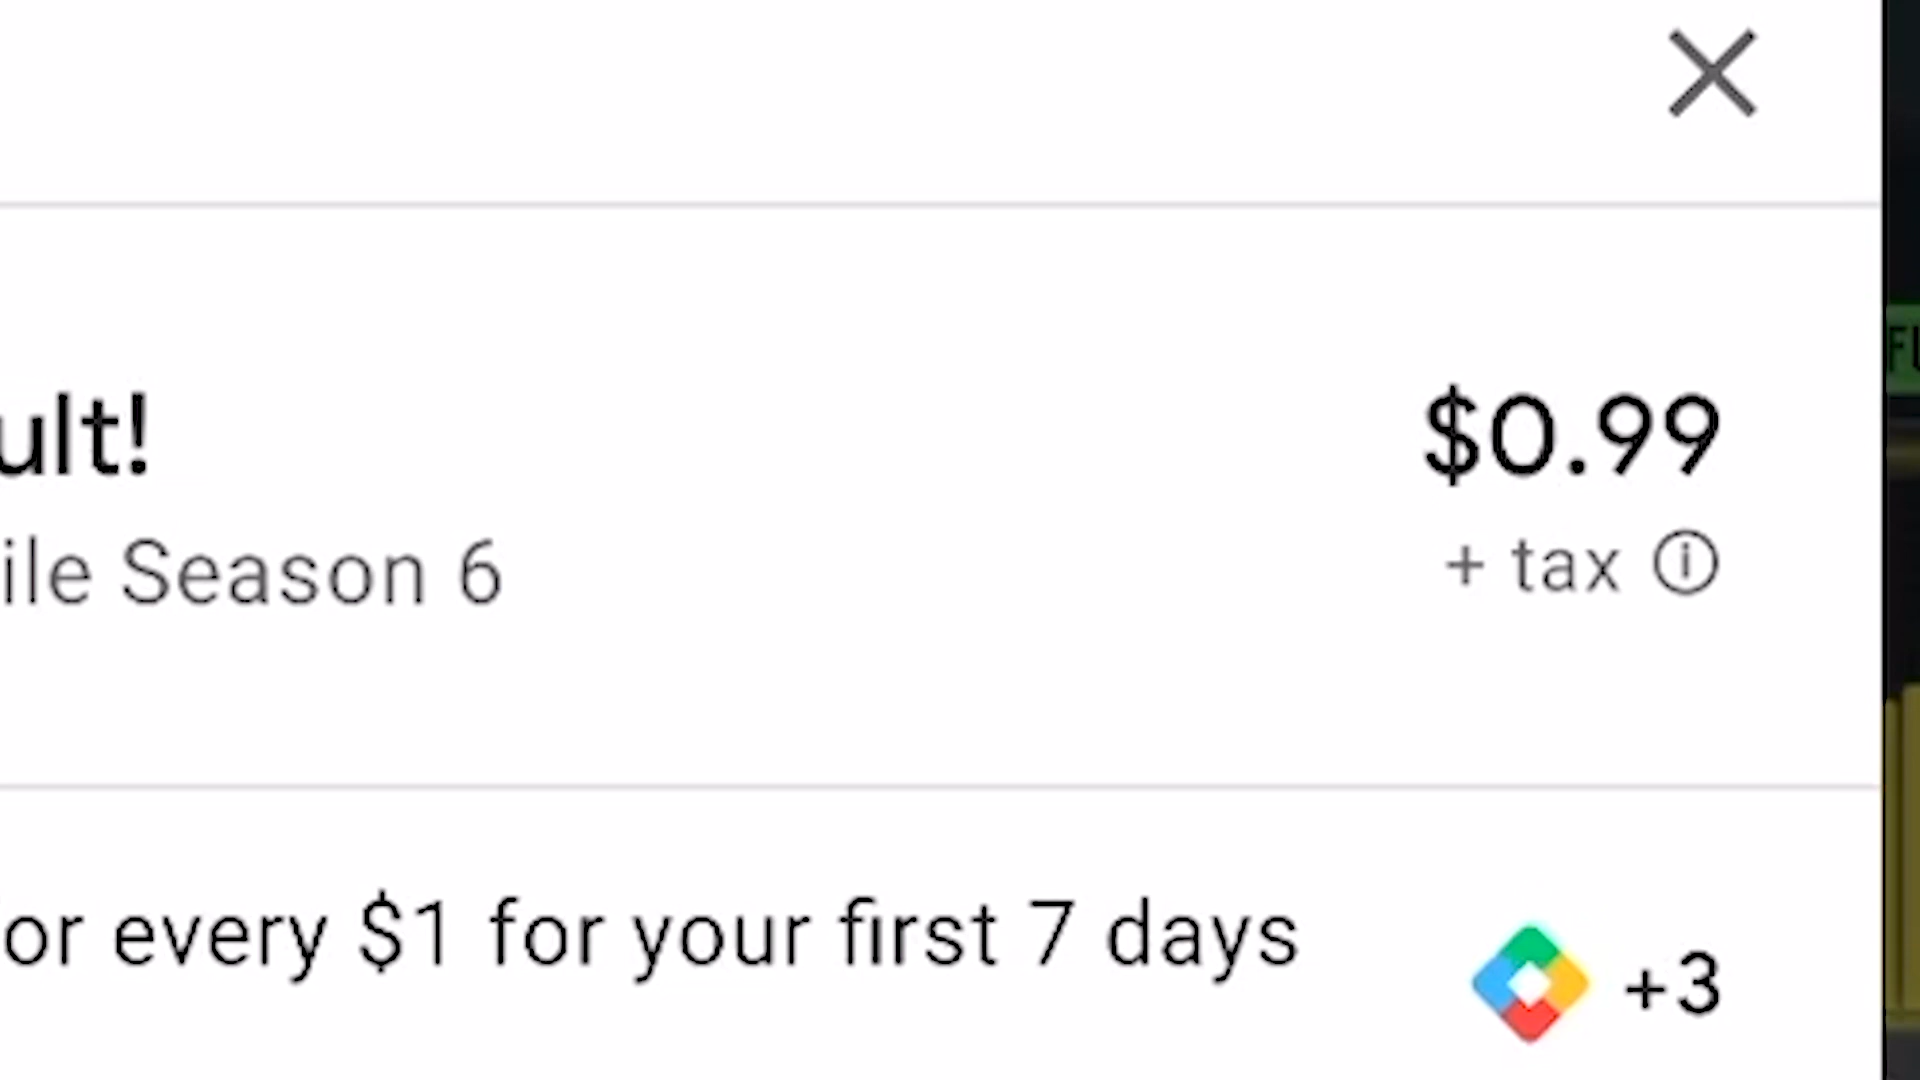 ult!
$0.99
ile Season 6
+ tax
or every $1 for your first 7 days
+3